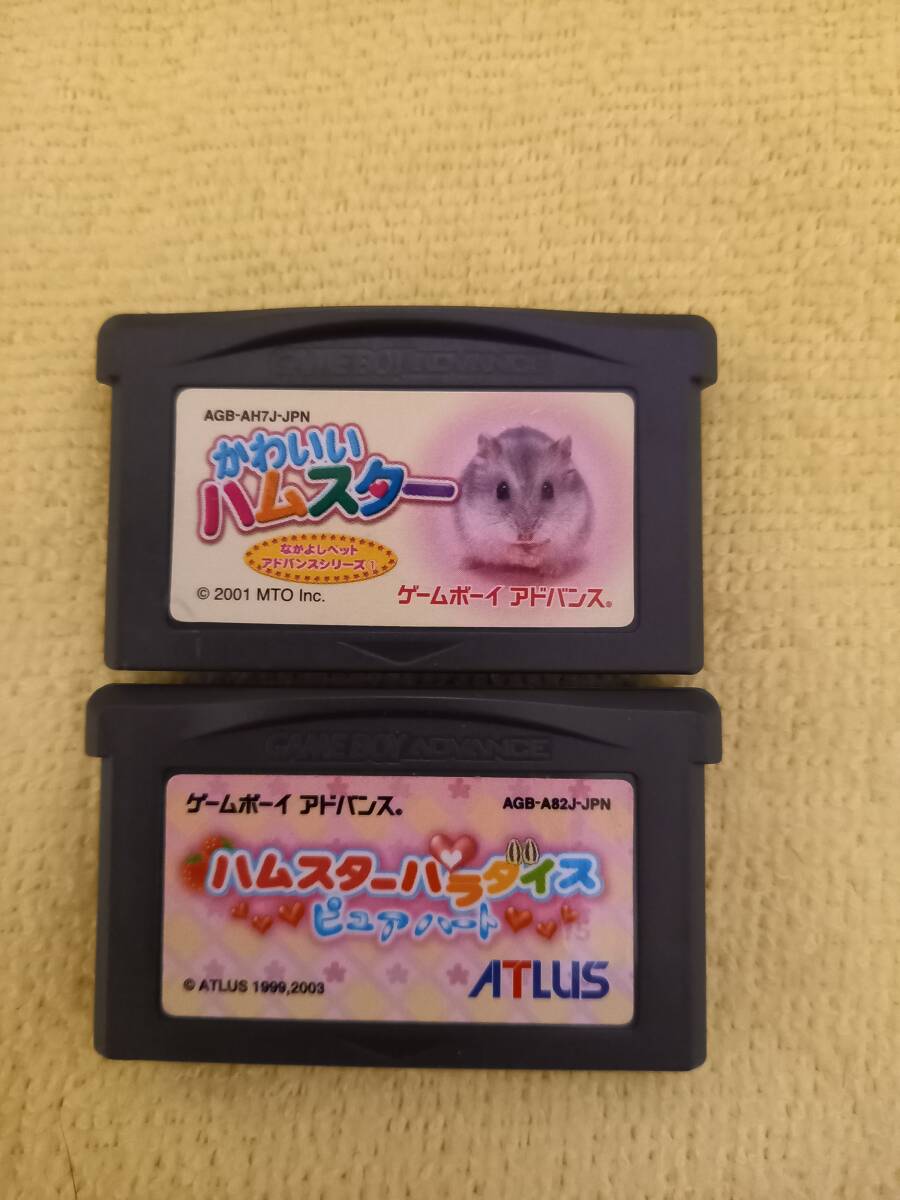 GAME BOY ADVANCE
AGB-AH7J-JPN
かわいい
ハムスター
なかよしペット
アドバンスシリーズ①
© 2001 MTO Inc.
ゲームボーイ アドバンス®
GAME BOY ADVANCE
ゲームボーイ アドバンス®
AGB-A82J-JPN
ハムスターパラダイス
ピュアハート
© ATLUS 1999,2003
ATLUS